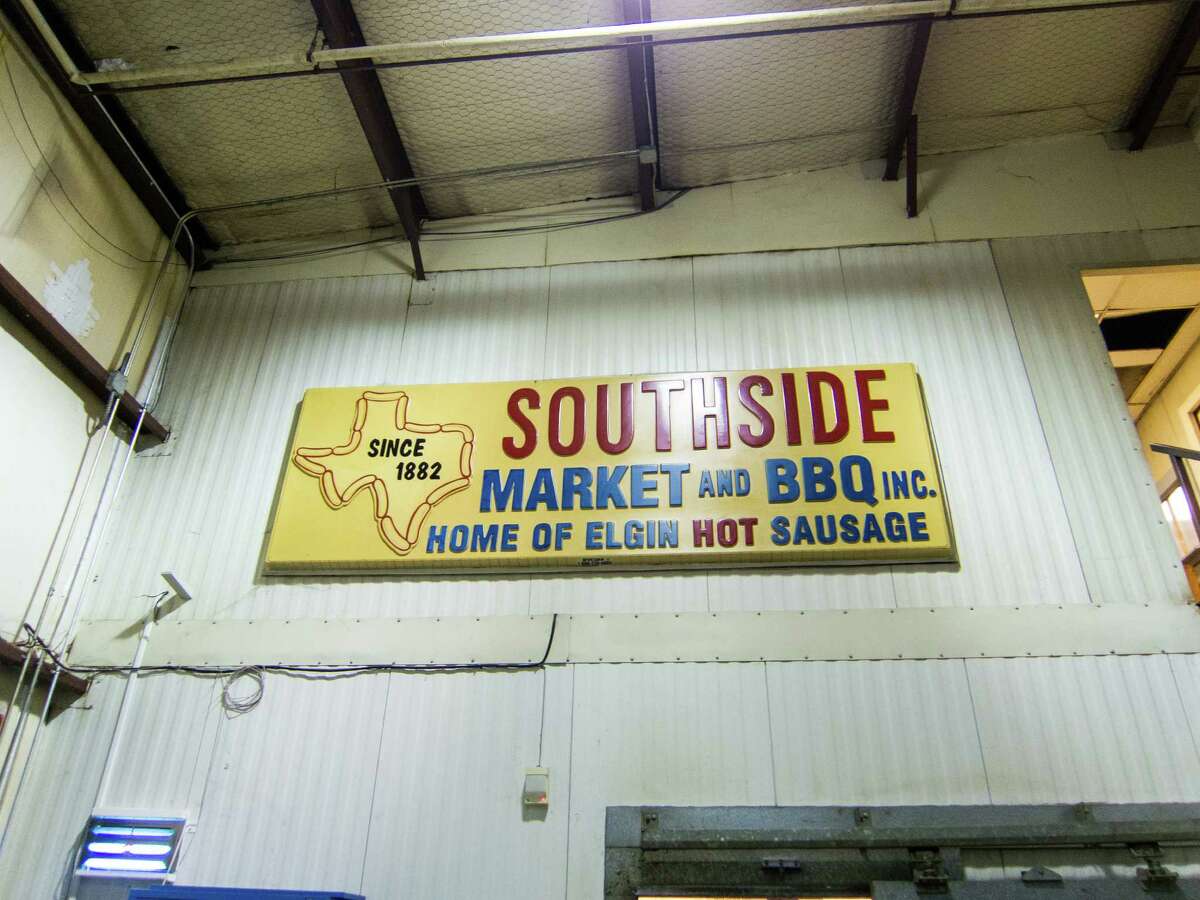 SINCE
1882
SOUTHSIDE
MARKET AND BBQ INC.
HOME OF ELGIN HOT SAUSAGE